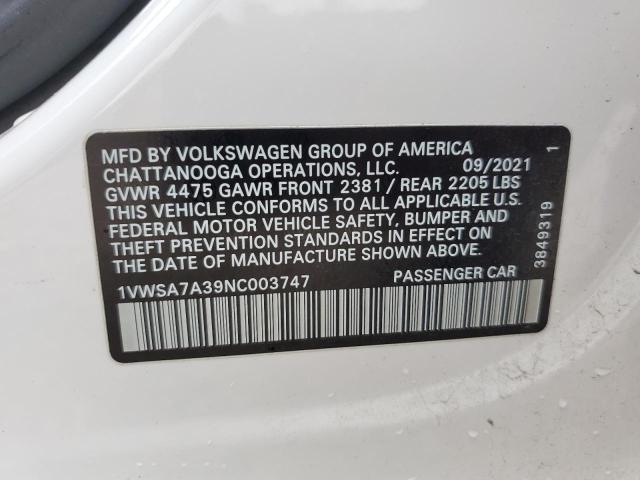 MFD BY VOLKSWAGEN GROUP OF AMERICA
CHATTANOOGA OPERATIONS, LLC. 09/2021
GVWR 4475 GAWR FRONT 2381 / REAR 2205 LBS
THIS VEHICLE CONFORMS TO ALL APPLICABLE U.S.
FEDERAL MOTOR VEHICLE SAFETY, BUMPER AND
THEFT PREVENTION STANDARDS IN EFFECT ON
THE DATE OF MANUFACTURE SHOWN ABOVE.
1VWSA7A39NC003747 PASSENGER CAR
3849319 1